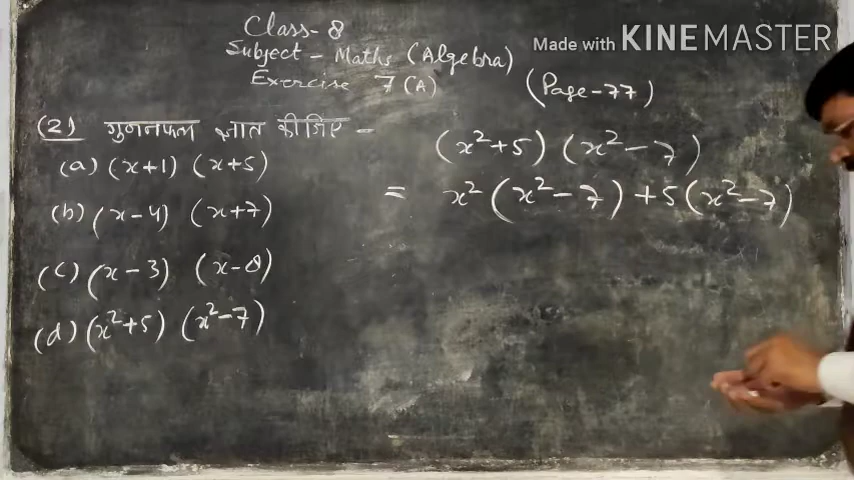 Class-8
Subject - Maths (Algebra)
Exercise 7(A)
(Page-77)
Made with KINEMASTER
(2) गुणनफल ज्ञात कीजिए -
(a) (x+1) (x+5)
(b) (x-4) (x+7)
(c) (x-3) (x-8)
(d) (x²+5) (x²-7)
(x²+5) (x²-7)
= x² (x²-7) +5(x²-7)